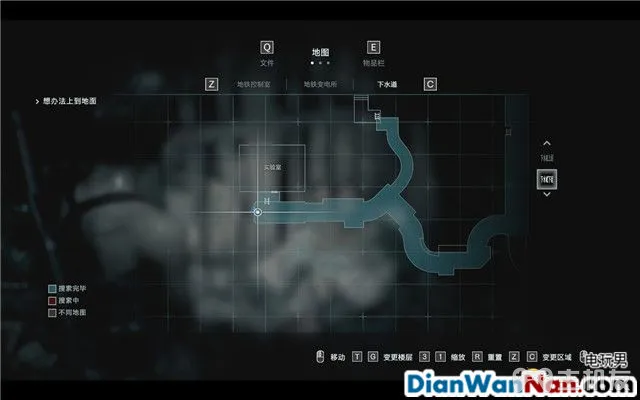 Q
E
地图
文件
物品栏
Z
地铁控制室
地铁变电所
下水道
C
想办法上到地面
实验室
搜索完毕
搜索中
不同地图
移动
T G 变更楼层
3 1 缩放
R 重置
Z C 变更区域
电玩男
DianWanNan.com